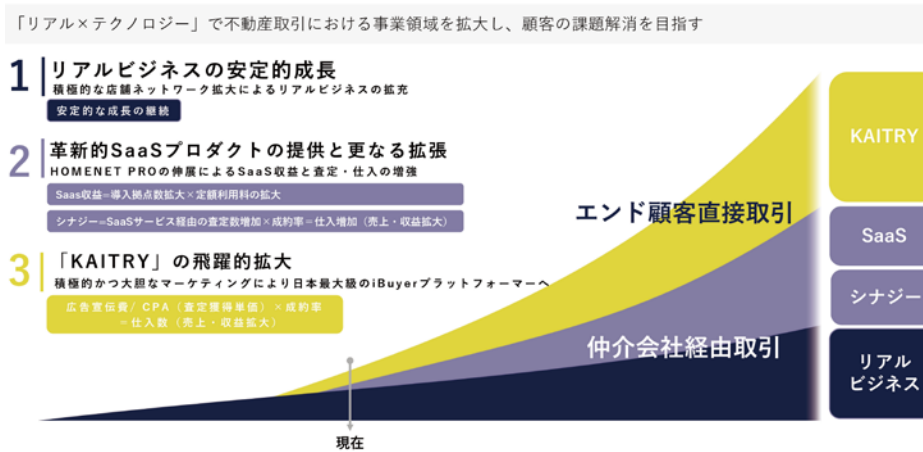 「リアル×テクノロジー」で不動産取引における事業領域を拡大し、顧客の課題解消を目指す
1
リアルビジネスの安定的成長
積極的な店舗ネットワーク拡大によるリアルビジネスの拡充
安定的な成長の継続
2
革新的SaaSプロダクトの提供と更なる拡張
HOMENET PROの伸展によるSaaS収益と査定・仕入の増強
Saas収益=導入拠点数拡大×定額利用料の拡大
シナジー=SaaSサービス経由の査定数増加×成約率=仕入増加（売上・収益拡大）
3
「KAITRY」の飛躍的拡大
積極的かつ大胆なマーケティングにより日本最大級のiBuyerプラットフォーマーへ
広告宣伝費/ CPA（査定獲得単価）×成約率
=仕入数（売上・収益拡大）
エンド顧客直接取引
仲介会社経由取引
現在
KAITRY
SaaS
シナジー
リアル
ビジネス